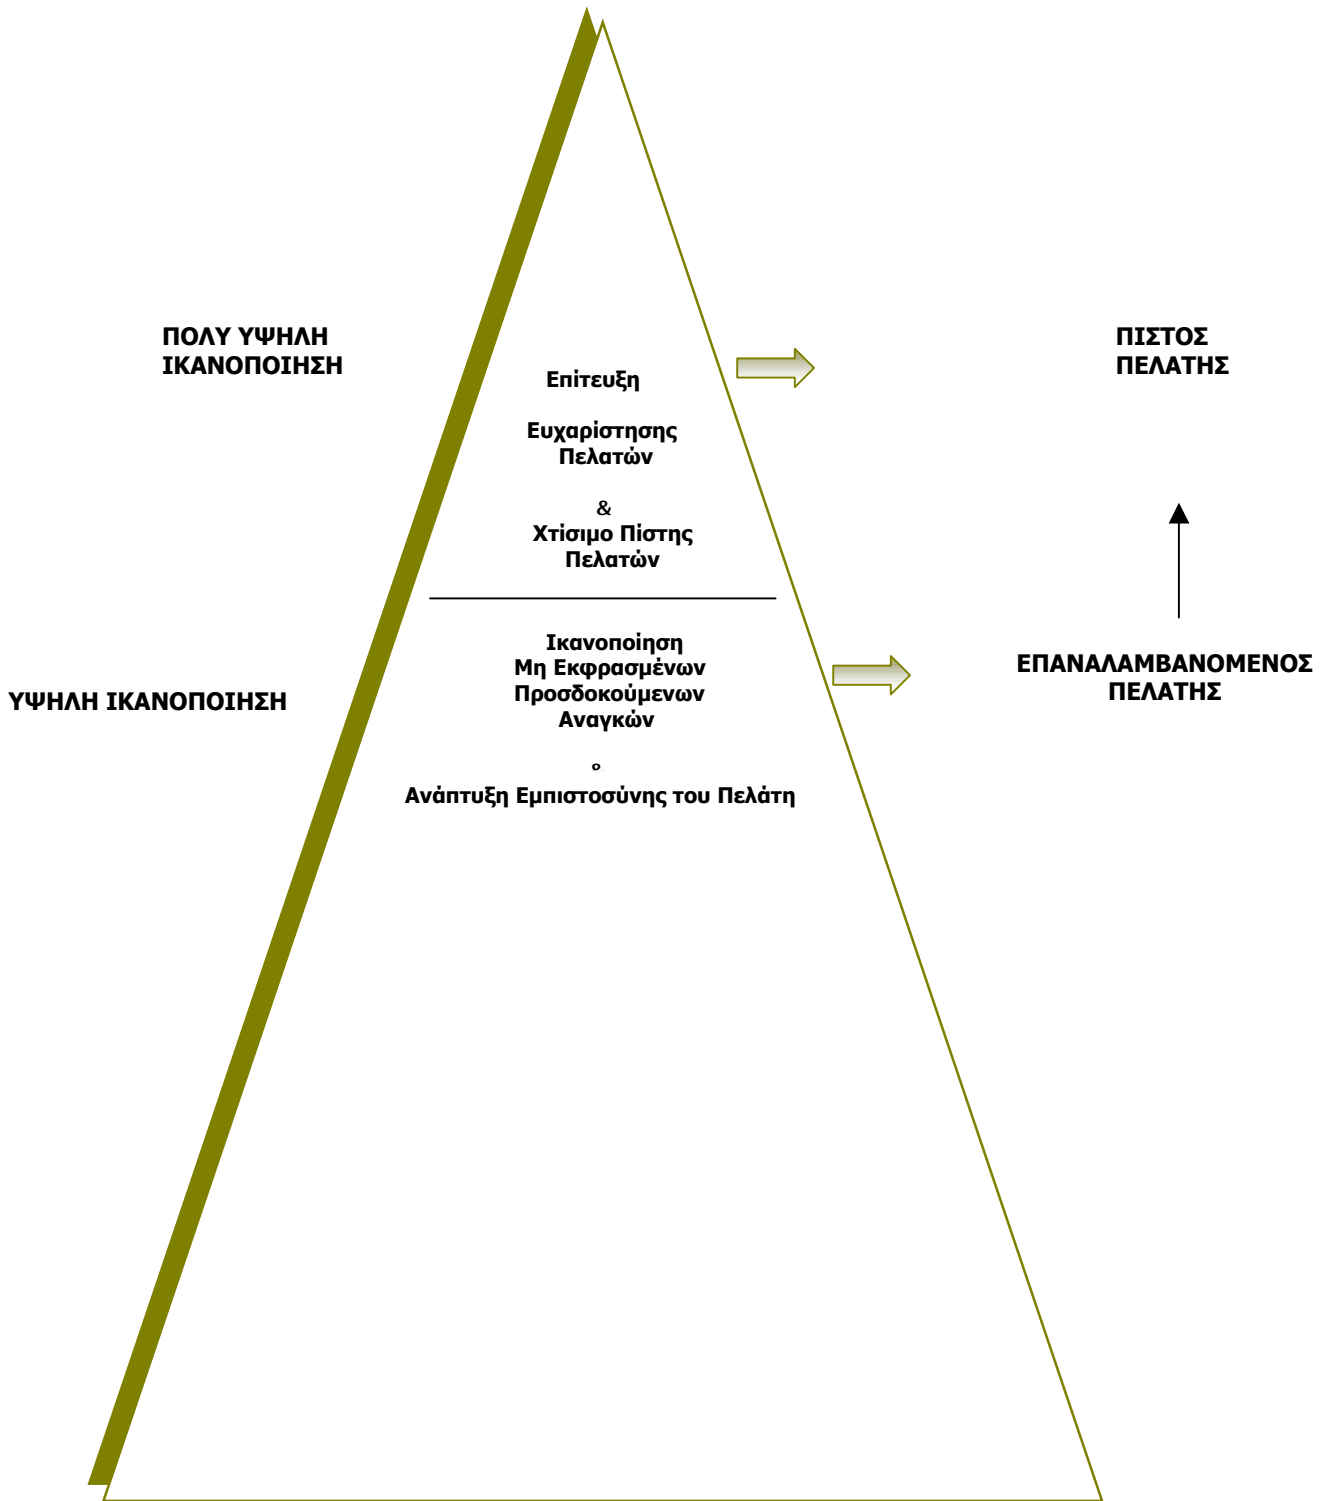 ΠΟΛΥ ΥΨΗΛΗ
ΙΚΑΝΟΠΟΙΗΣΗ
Επίτευξη
Ευχαρίστησης
Πελατών
&
Χτίσιμο Πίστης
Πελατών
ΠΙΣΤΟΣ
ΠΕΛΑΤΗΣ
ΥΨΗΛΗ ΙΚΑΝΟΠΟΙΗΣΗ
Ικανοποίηση
Μη Εκφρασμένων
Προσδοκούμενων
Αναγκών
Ανάπτυξη Εμπιστοσύνης του Πελάτη
ΕΠΑΝΑΛΑΜΒΑΝΟΜΕΝΟΣ
ΠΕΛΑΤΗΣ